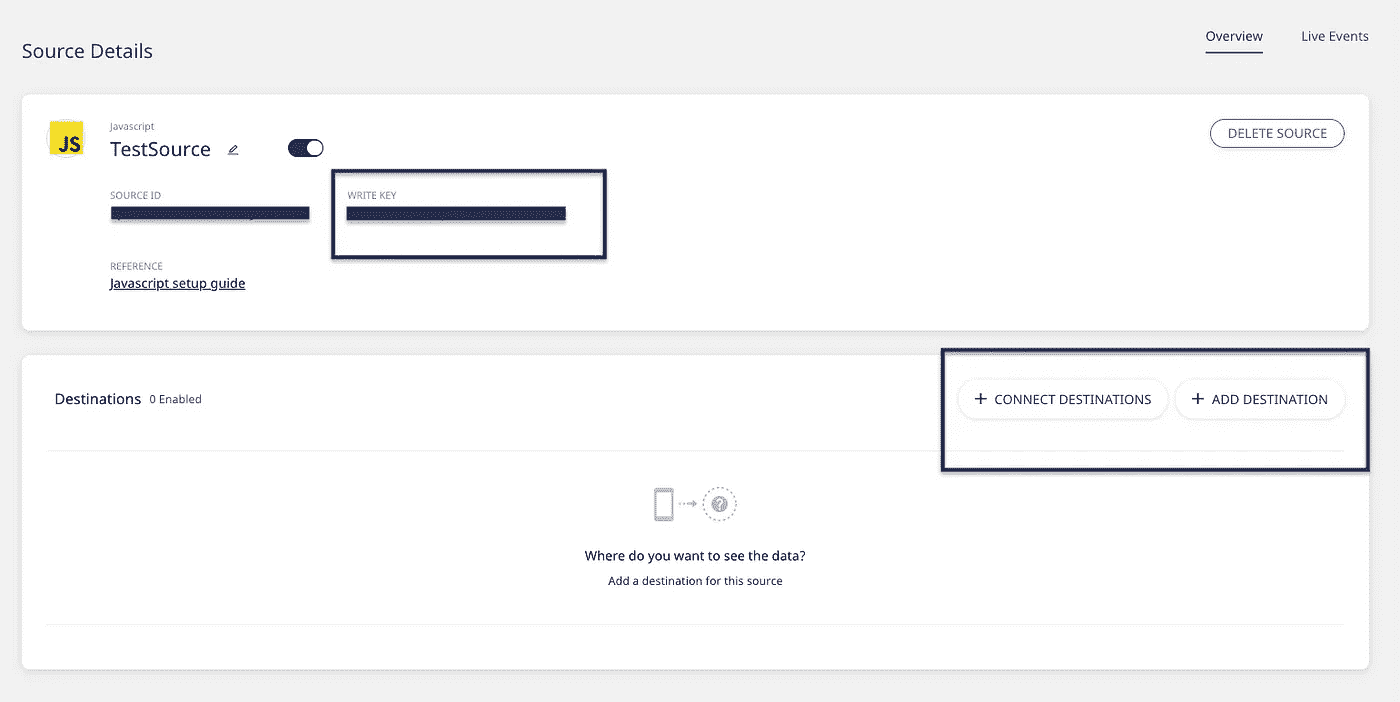 Source Details
Overview
Live Events
JS
Javascript
TestSource
DELETE SOURCE
SOURCE ID
WRITE KEY
REFERENCE
Javascript setup guide
Destinations 0 Enabled
+ CONNECT DESTINATIONS
+ ADD DESTINATION
Where do you want to see the data?
Add a destination for this source